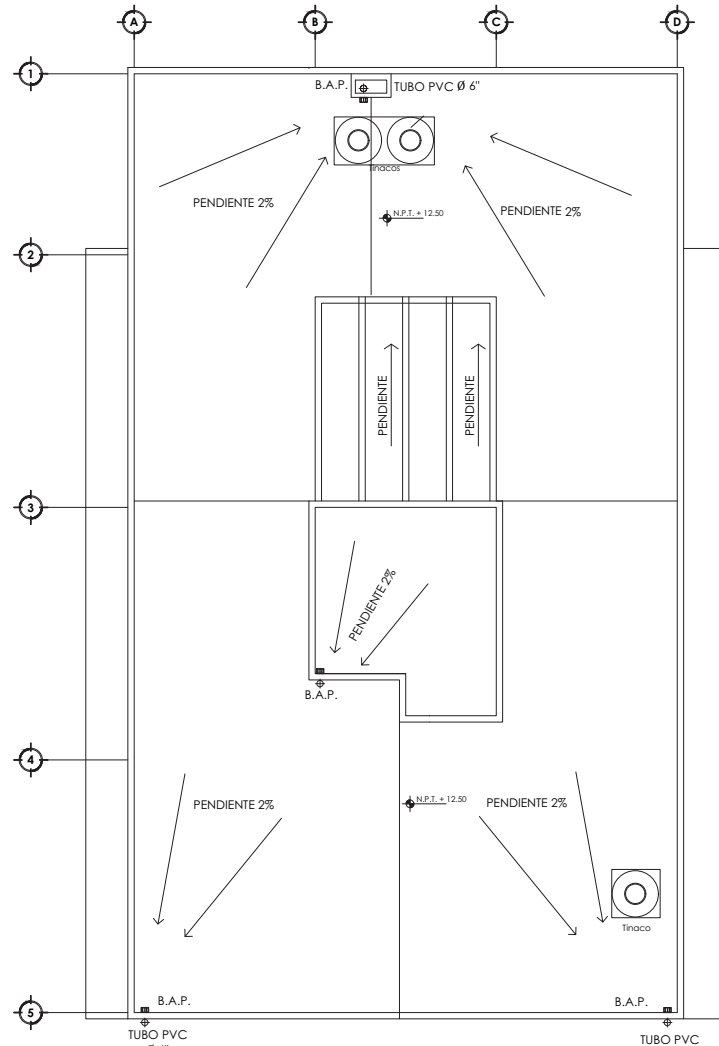 A B C D
1
B.A.P. TUBO PVC Ø 6"
Tinacos
PENDIENTE 2%
PENDIENTE 2%
N.P.T. + 12.50
2
PENDIENTE
PENDIENTE
3
PENDIENTE 2%
B.A.P.
4
PENDIENTE 2%
N.P.T. + 12.50
PENDIENTE 2%
Tinaco
B.A.P.
B.A.P.
5
TUBO PVC
TUBO PVC